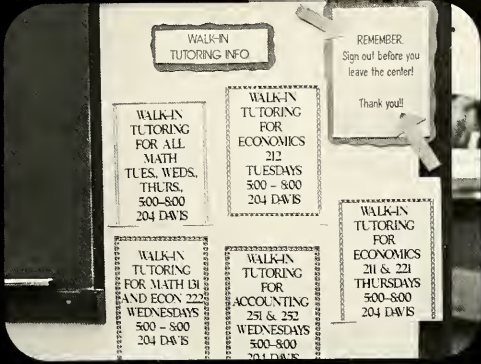 WALK-IN
TUTORING INFO
REMEMBER,
Sign out before you
leave the center!
Thank you!!
WALK-IN
TUTORING
FOR ALL
MATH
TUES, WEDS.,
THURS.,
5:00-8:00
204 DAVIS
WALK-IN
TUTORING
FOR
ECONOMICS
212
TUESDAYS
5:00 - 8:00
204 DAVIS
WALK-IN
TUTORING
FOR
ECONOMICS
211 & 221
THURSDAYS
5:00-8:00
204 DAVIS
WALK-IN
TUTORING
FOR MATH 131
AND ECON 222
WEDNESDAYS
5:00 - 8:00
204 DAVIS
WALK-IN
TUTORING
FOR
ACCOUNTING
251 & 252
WEDNESDAYS
5:00 - 8:00
204 DAVIS